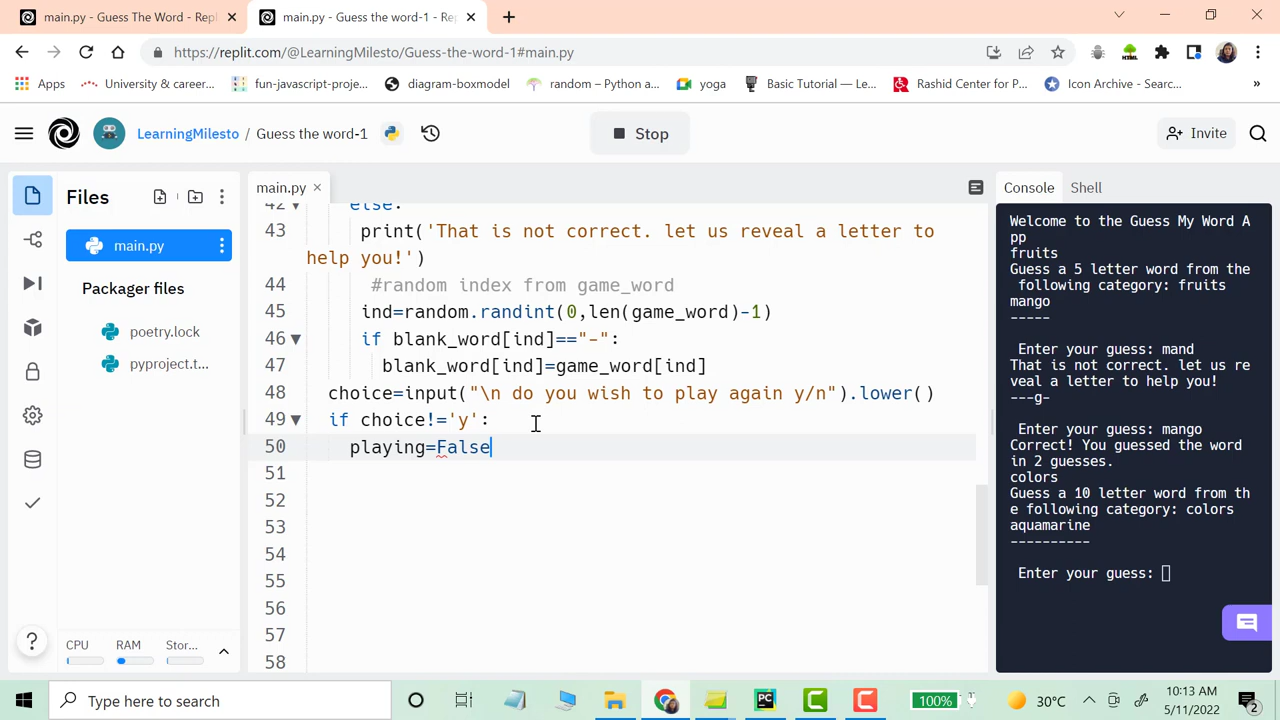 main.py - Guess The Word - Repl
main.py - Guess the word-1 - Rep
https://replit.com/@LearningMilesto/Guess-the-word-1#main.py
Apps
University & career...
fun-javascript-proje...
diagram-boxmodel
random – Python a...
yoga
Basic Tutorial — Le...
Rashid Center for P...
Icon Archive - Searc...
»
LearningMilesto / Guess the word-1
Stop
Invite
Files
main.py
Packager files
poetry.lock
pyproject.t...
CPU
RAM
Stor...
?
main.py
42 else:
43 print('That is not correct. let us reveal a letter to
help you!')
44 #random index from game_word
45 ind=random.randint(0,len(game_word)-1)
46 if blank_word[ind]=="-":
47 blank_word[ind]=game_word[ind]
48 choice=input("\n do you wish to play again y/n").lower()
49 if choice!='y':
50 playing=False
51
52
53
54
55
56
57
58
Console
Shell
Welcome to the Guess My Word A
pp
fruits
Guess a 5 letter word from the
following category: fruits
mango
-----
Enter your guess: mand
That is not correct. let us re
veal a letter to help you!
---g-
Enter your guess: mango
Correct! You guessed the word
in 2 guesses.
colors
Guess a 10 letter word from th
e following category: colors
aquamarine
----------
Enter your guess:
Type here to search
100%
30°C
10:13 AM
5/11/2022
2